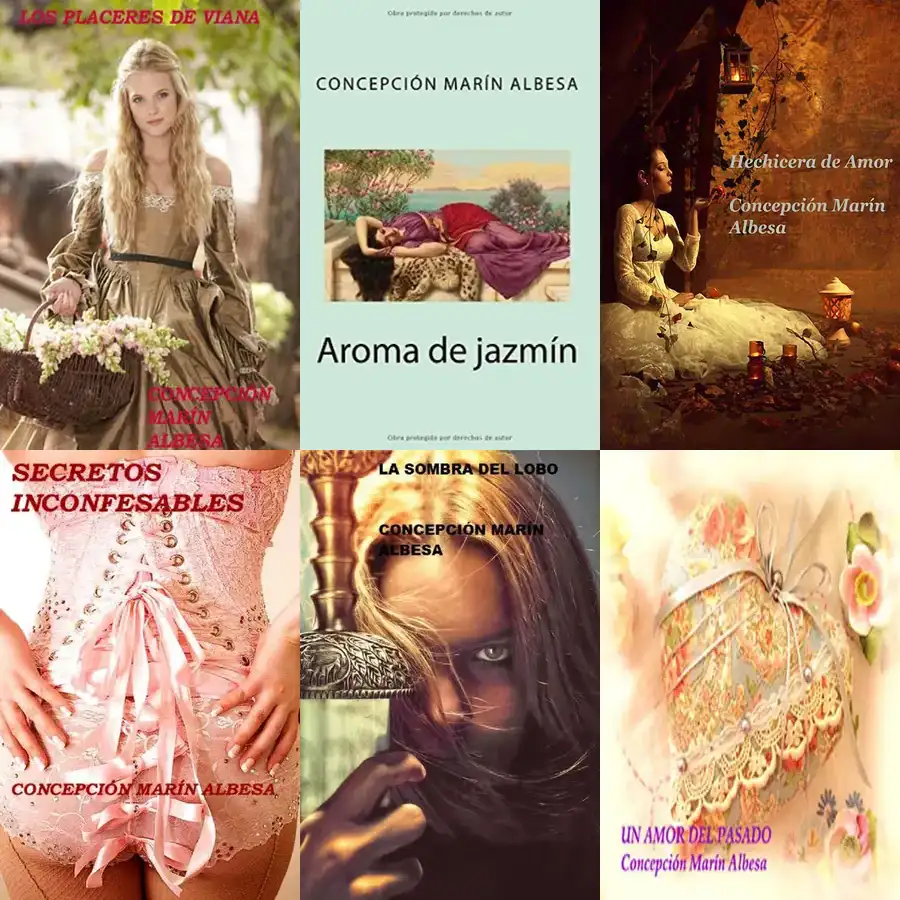 LOS PLACERES DE VIANA
CONCEPCIÓN
MARÍN
ALBESA
Obra protegida por derechos de autor
CONCEPCIÓN MARÍN ALBESA
Aroma de jazmín
Obra protegida por derechos de autor
Hechicera de Amor
Concepción Marín
Albesa
SECRETOS
INCONFESABLES
CONCEPCIÓN MARÍN ALBESA
LA SOMBRA DEL LOBO
CONCEPCIÓN MARÍN
ALBESA
UN AMOR DEL PASADO
Concepción Marín Albesa